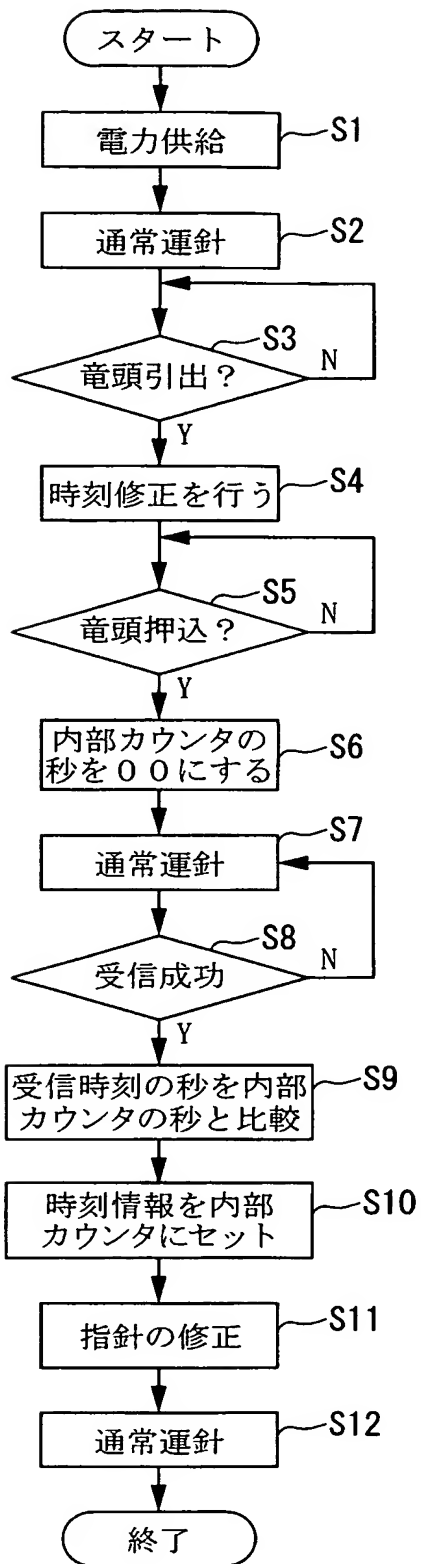 スタート
電力供給
S1
通常運針
S2
竜頭引出？
S3
N
Y
時刻修正を行う
S4
竜頭押込？
S5
N
Y
内部カウンタの
秒を００にする
S6
通常運針
S7
受信成功
S8
N
Y
受信時刻の秒を内部
カウンタの秒と比較
S9
時刻情報を内部
カウンタにセット
S10
指針の修正
S11
通常運針
S12
終了